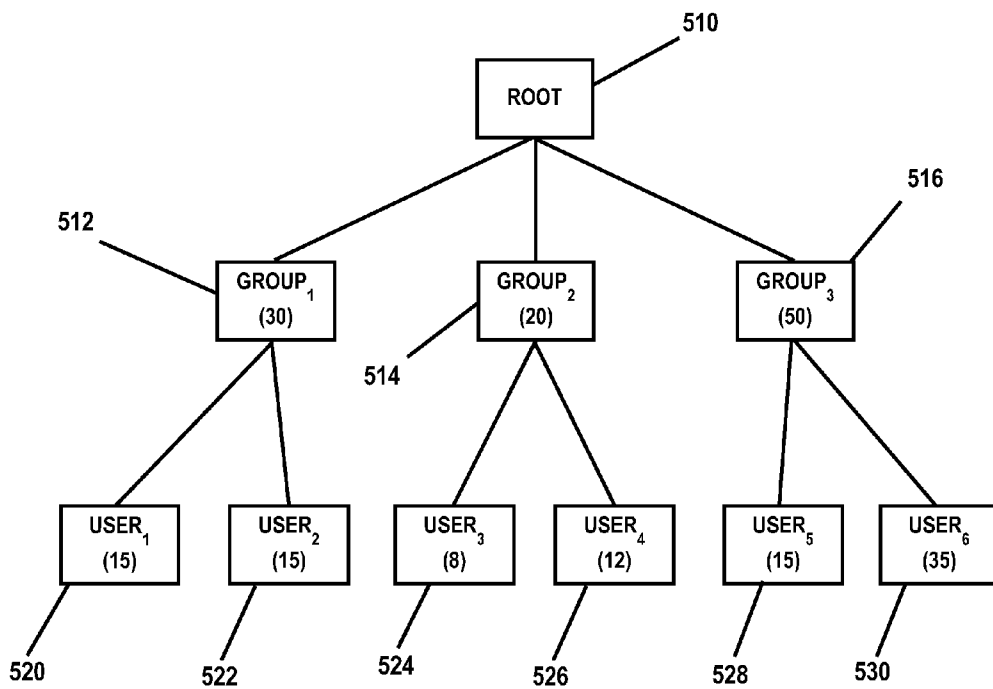 510
ROOT
516
512
GROUP₁
(30)
GROUP₂
(20)
GROUP₃
(50)
514
USER₁
(15)
USER₂
(15)
USER₃
(8)
USER₄
(12)
USER₅
(15)
USER₆
(35)
520
522
524
526
528
530